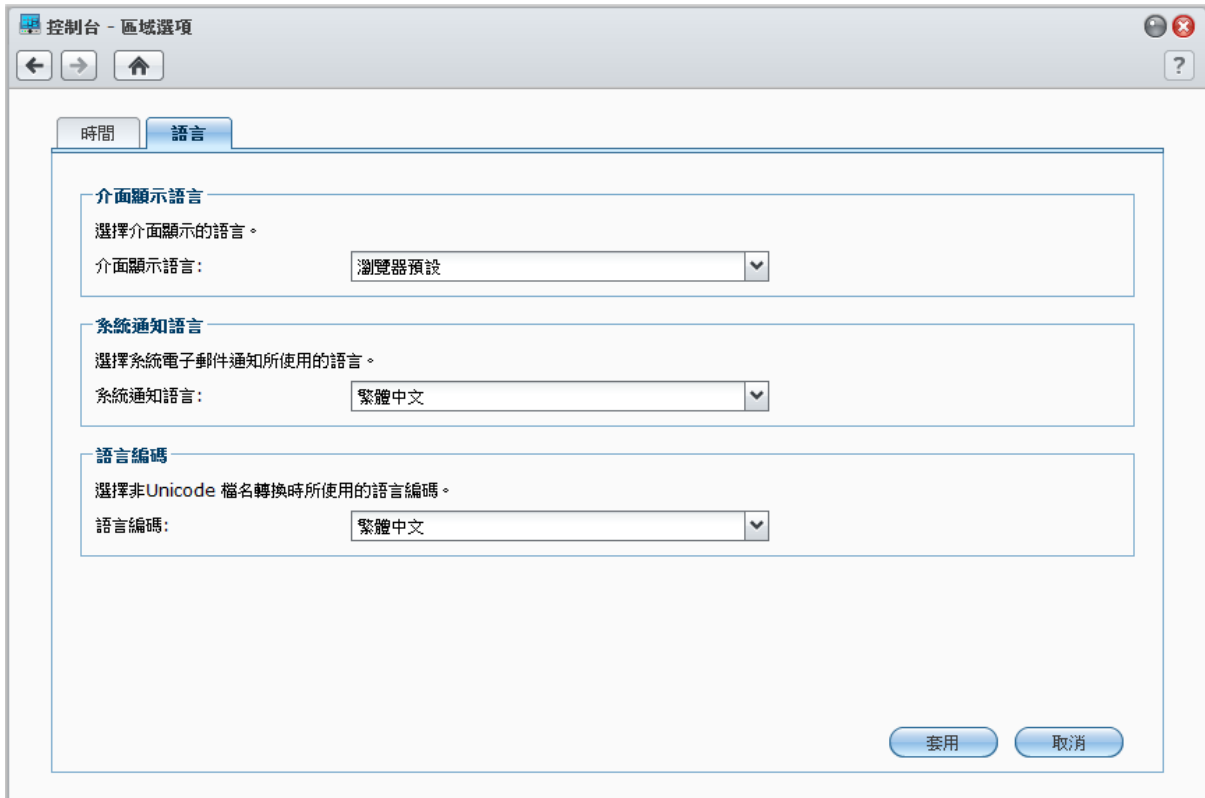 控制台 - 區域選項
?
時間 語言
介面顯示語言
選擇介面顯示的語言。
介面顯示語言: 瀏覽器預設
系統通知語言
選擇系統電子郵件通知所使用的語言。
系統通知語言: 繁體中文
語言編碼
選擇非Unicode 檔名轉換時所使用的語言編碼。
語言編碼: 繁體中文
套用 取消